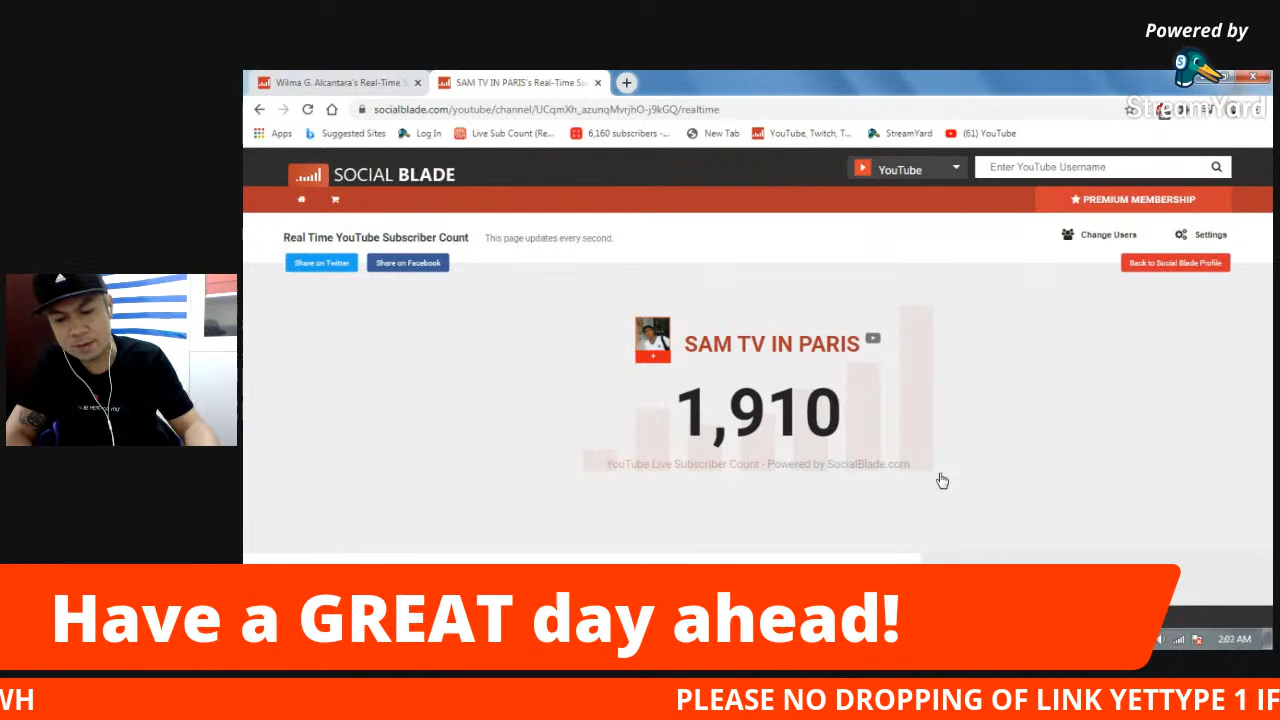 Powered by
StreamYard
Wilma G. Alcantara's Real-Time S
SAM TV IN PARIS's Real-Time Su
socialblade.com/youtube/channel/UCqmXh_azunqMvrjhO-j9kGQ/realtime
Apps Suggested Sites Log In Live Sub Count (Re... 6,160 subscribers -... New Tab YouTube, Twitch, T... StreamYard (61) YouTube
SOCIAL BLADE
YouTube
Enter YouTube Username
PREMIUM MEMBERSHIP
Real Time YouTube Subscriber Count This page updates every second.
Change Users Settings
Share on Twitter Share on Facebook
Back to Social Blade Profile
SAM TV IN PARIS
1,910
YouTube Live Subscriber Count - Powered by SocialBlade.com
Have a GREAT day ahead!
2:02 AM
WH PLEASE NO DROPPING OF LINK YETTYPE 1 IF